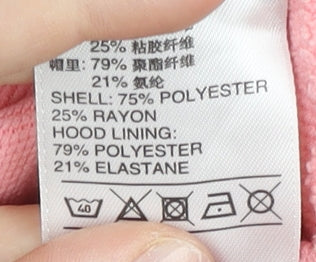 25% 粘胶纤维
帽里: 79% 聚酯纤维
21% 氨纶
SHELL: 75% POLYESTER
25% RAYON
HOOD LINING:
79% POLYESTER
21% ELASTANE
40